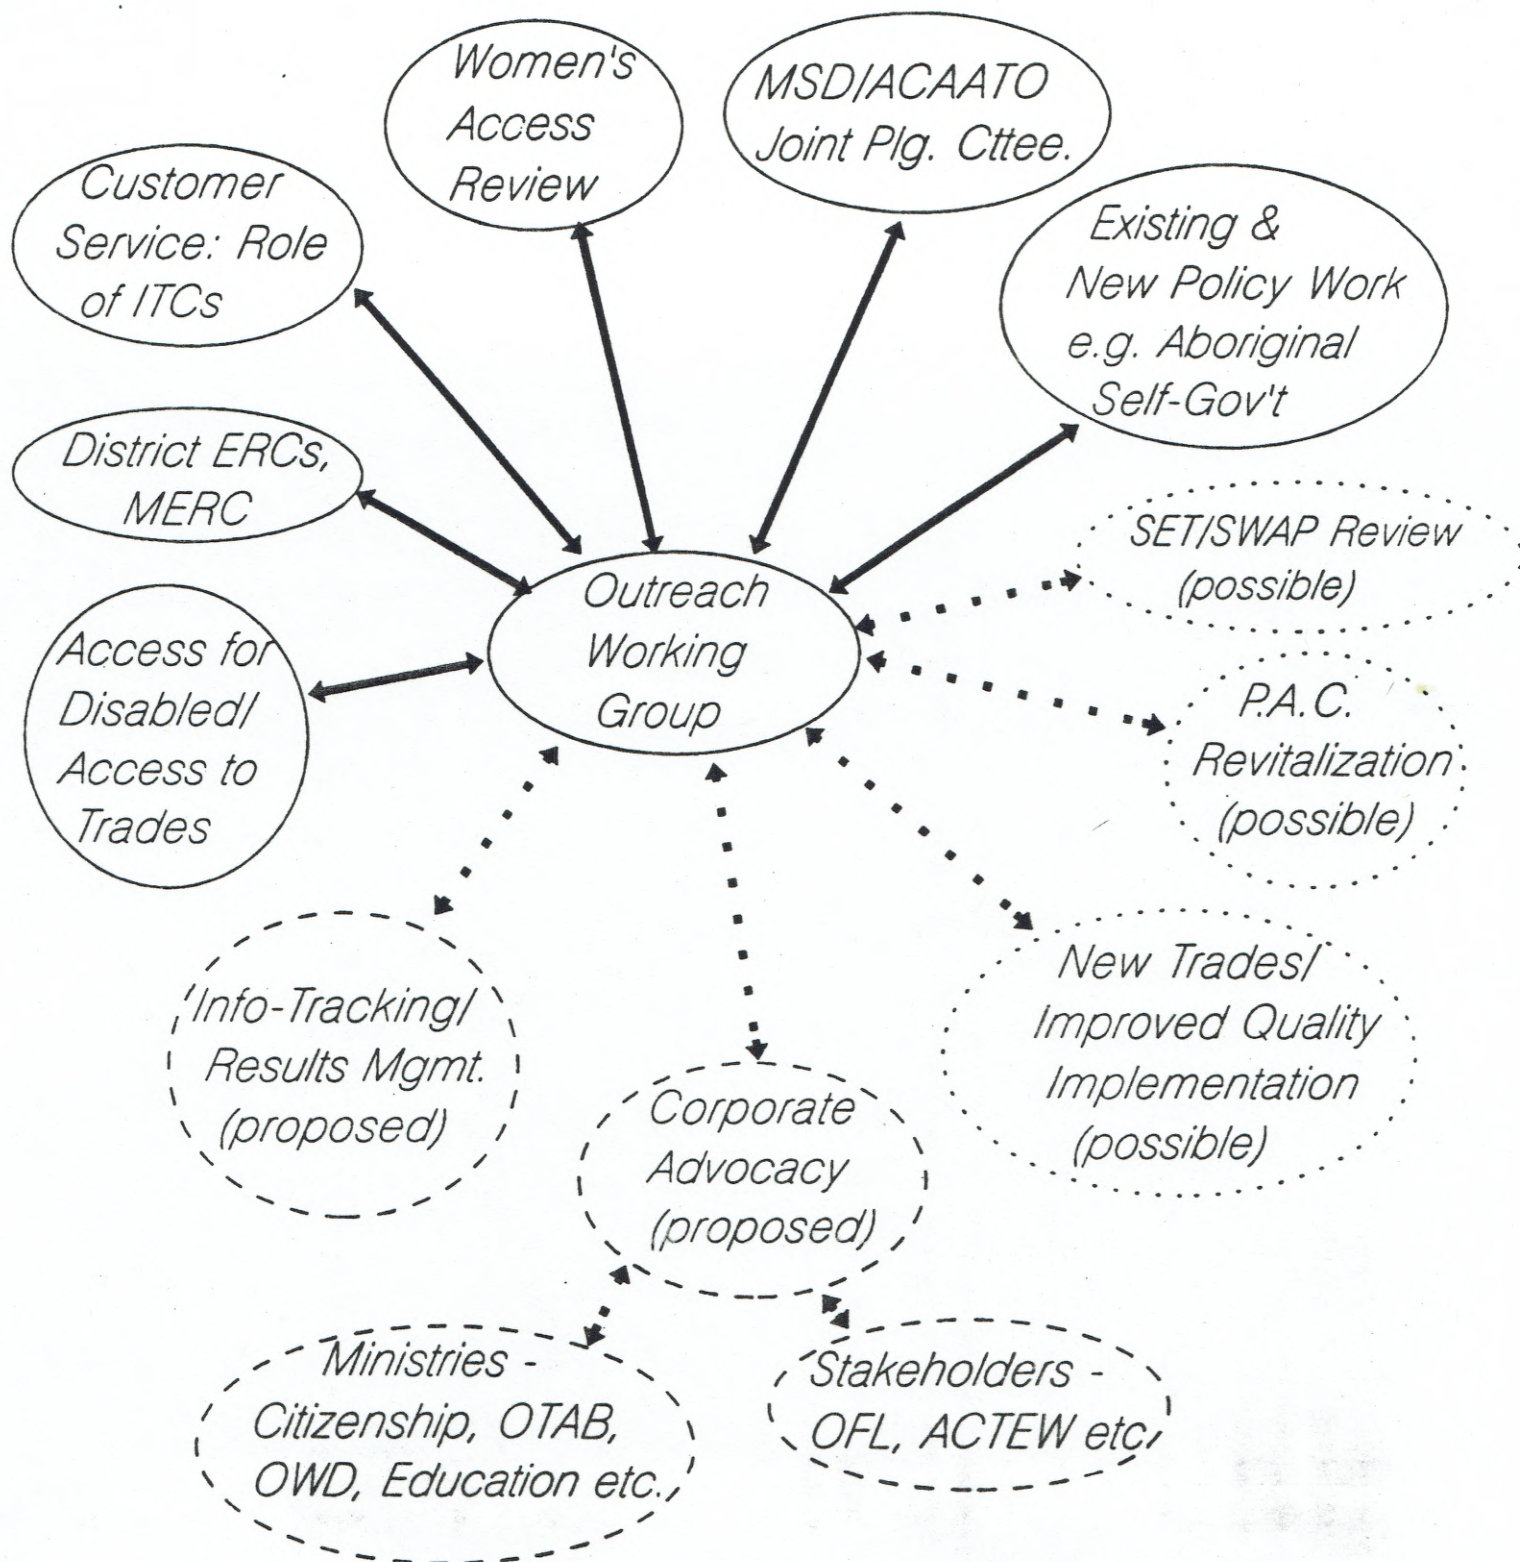 Women's
Access
Review
MSD/ACAATO
Joint Plg. Cttee.
Customer
Service: Role
of ITCs
Existing &
New Policy Work
e.g. Aboriginal
Self-Gov't
District ERCs,
MERC
SET/SWAP Review
(possible)
Outreach
Working
Group
Access for
Disabled/
Access to
Trades
P.A.C.
Revitalization
(possible)
Info-Tracking/
Results Mgmt.
(proposed)
New Trades/
Improved Quality
Implementation
(possible)
Corporate
Advocacy
(proposed)
Ministries -
Citizenship, OTAB,
OWD, Education etc.
Stakeholders -
OFL, ACTEW etc.